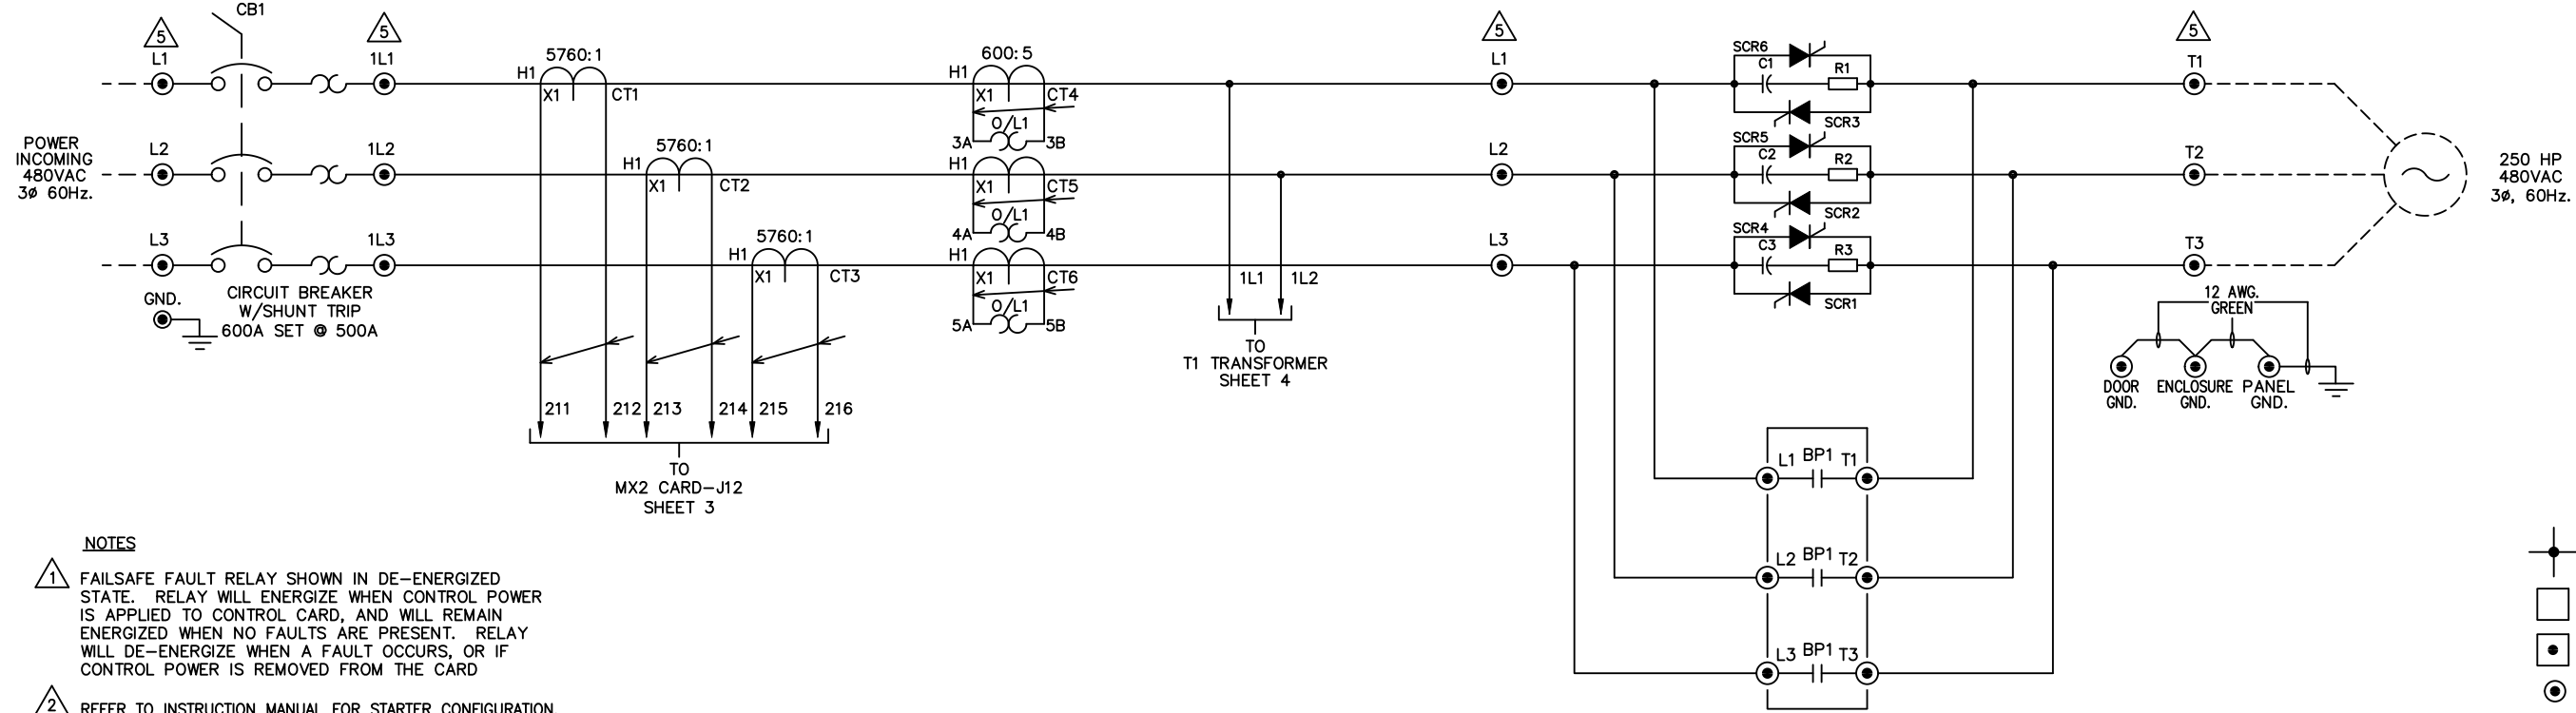 CB1
5
5
5
5
L1
1L1
5760:1
600:5
L1
T1
H1
X1
CT1
H1
X1
CT4
O/L1
3A
3B
SCR6
C1
R1
SCR3
POWER
INCOMING
480VAC
3ø 60Hz.
L2
1L2
5760:1
H1
X1
CT2
H1
X1
CT5
O/L1
4A
4B
L2
SCR5
C2
R2
SCR2
T2
250 HP
480VAC
3ø, 60Hz.
L3
1L3
5760:1
H1
X1
CT3
H1
X1
CT6
O/L1
5A
5B
1L1
1L2
L3
SCR4
C3
R3
SCR1
T3
GND.
CIRCUIT BREAKER
W/SHUNT TRIP
600A SET @ 500A
TO
T1 TRANSFORMER
SHEET 4
12 AWG.
GREEN
DOOR
GND.
ENCLOSURE
GND.
PANEL
GND.
211
212
213
214
215
216
TO
MX2 CARD-J12
SHEET 3
L1
BP1
T1
L2
BP1
T2
L3
BP1
T3
NOTES
1
FAILSAFE FAULT RELAY SHOWN IN DE-ENERGIZED
STATE. RELAY WILL ENERGIZE WHEN CONTROL POWER
IS APPLIED TO CONTROL CARD, AND WILL REMAIN
ENERGIZED WHEN NO FAULTS ARE PRESENT. RELAY
WILL DE-ENERGIZE WHEN A FAULT OCCURS, OR IF
CONTROL POWER IS REMOVED FROM THE CARD
2
REFER TO INSTRUCTION MANUAL FOR STARTER CONFIGURATION.